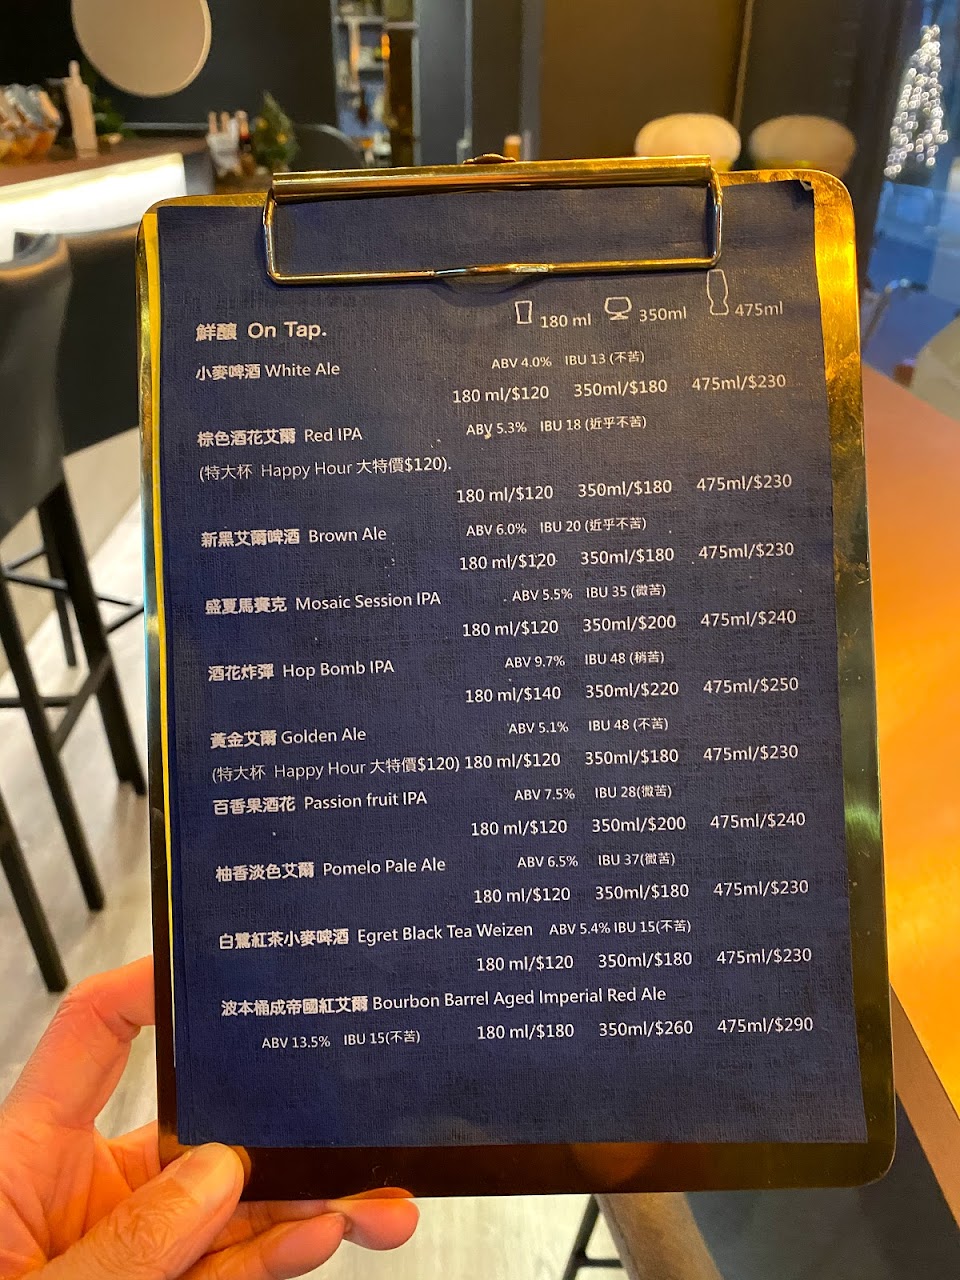 180 ml 350ml 475ml
鮮釀 On Tap.
小麥啤酒 White Ale ABV 4.0% IBU 13 (不苦)
180 ml/$120 350ml/$180 475ml/$230
棕色酒花艾爾 Red IPA ABV 5.3% IBU 18 (近乎不苦)
(特大杯 Happy Hour 大特價$120).
180 ml/$120 350ml/$180 475ml/$230
新黑艾爾啤酒 Brown Ale ABV 6.0% IBU 20 (近乎不苦)
180 ml/$120 350ml/$180 475ml/$230
盛夏馬賽克 Mosaic Session IPA ABV 5.5% IBU 35 (微苦)
180 ml/$120 350ml/$200 475ml/$240
酒花炸彈 Hop Bomb IPA ABV 9.7% IBU 48 (稍苦)
180 ml/$140 350ml/$220 475ml/$250
黃金艾爾 Golden Ale ABV 5.1% IBU 48 (不苦)
(特大杯 Happy Hour 大特價$120) 180 ml/$120 350ml/$180 475ml/$230
百香果酒花 Passion fruit IPA ABV 7.5% IBU 28(微苦)
180 ml/$120 350ml/$200 475ml/$240
柚香淡色艾爾 Pomelo Pale Ale ABV 6.5% IBU 37(微苦)
180 ml/$120 350ml/$180 475ml/$230
白鷺紅茶小麥啤酒 Egret Black Tea Weizen ABV 5.4% IBU 15(不苦)
180 ml/$120 350ml/$180 475ml/$230
波本桶成帝國紅艾爾 Bourbon Barrel Aged Imperial Red Ale
ABV 13.5% IBU 15(不苦) 180 ml/$180 350ml/$260 475ml/$290